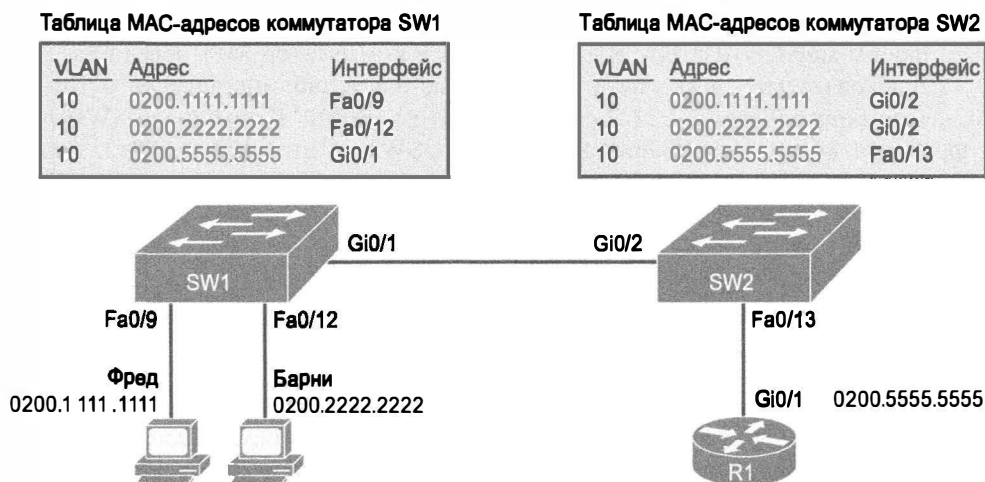 Таблица МАС-адресов коммутатора SW1
VLAN Адрес Интерфейс
10 0200.1111.1111 Fa0/9
10 0200.2222.2222 Fa0/12
10 0200.5555.5555 Gi0/1
Таблица МАС-адресов коммутатора SW2
VLAN Адрес Интерфейс
10 0200.1111.1111 Gi0/2
10 0200.2222.2222 Gi0/2
10 0200.5555.5555 Fa0/13
Gi0/1 Gi0/2
SW1 SW2
Fa0/9 Fa0/12 Fa0/13
Фред Барни
0200.1 111 .1111 0200.2222.2222
Gi0/1 0200.5555.5555
R1